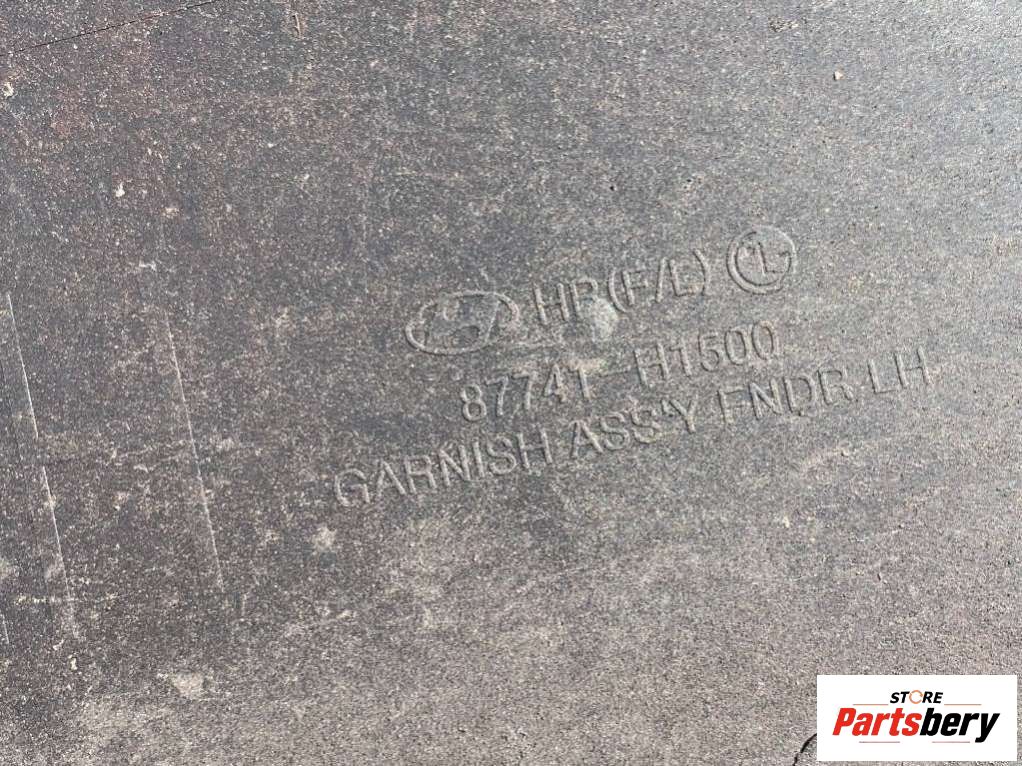 HP(F/L) L
87741-H1500
GARNISH ASS'Y FNDR LH
STORE
Partsbery